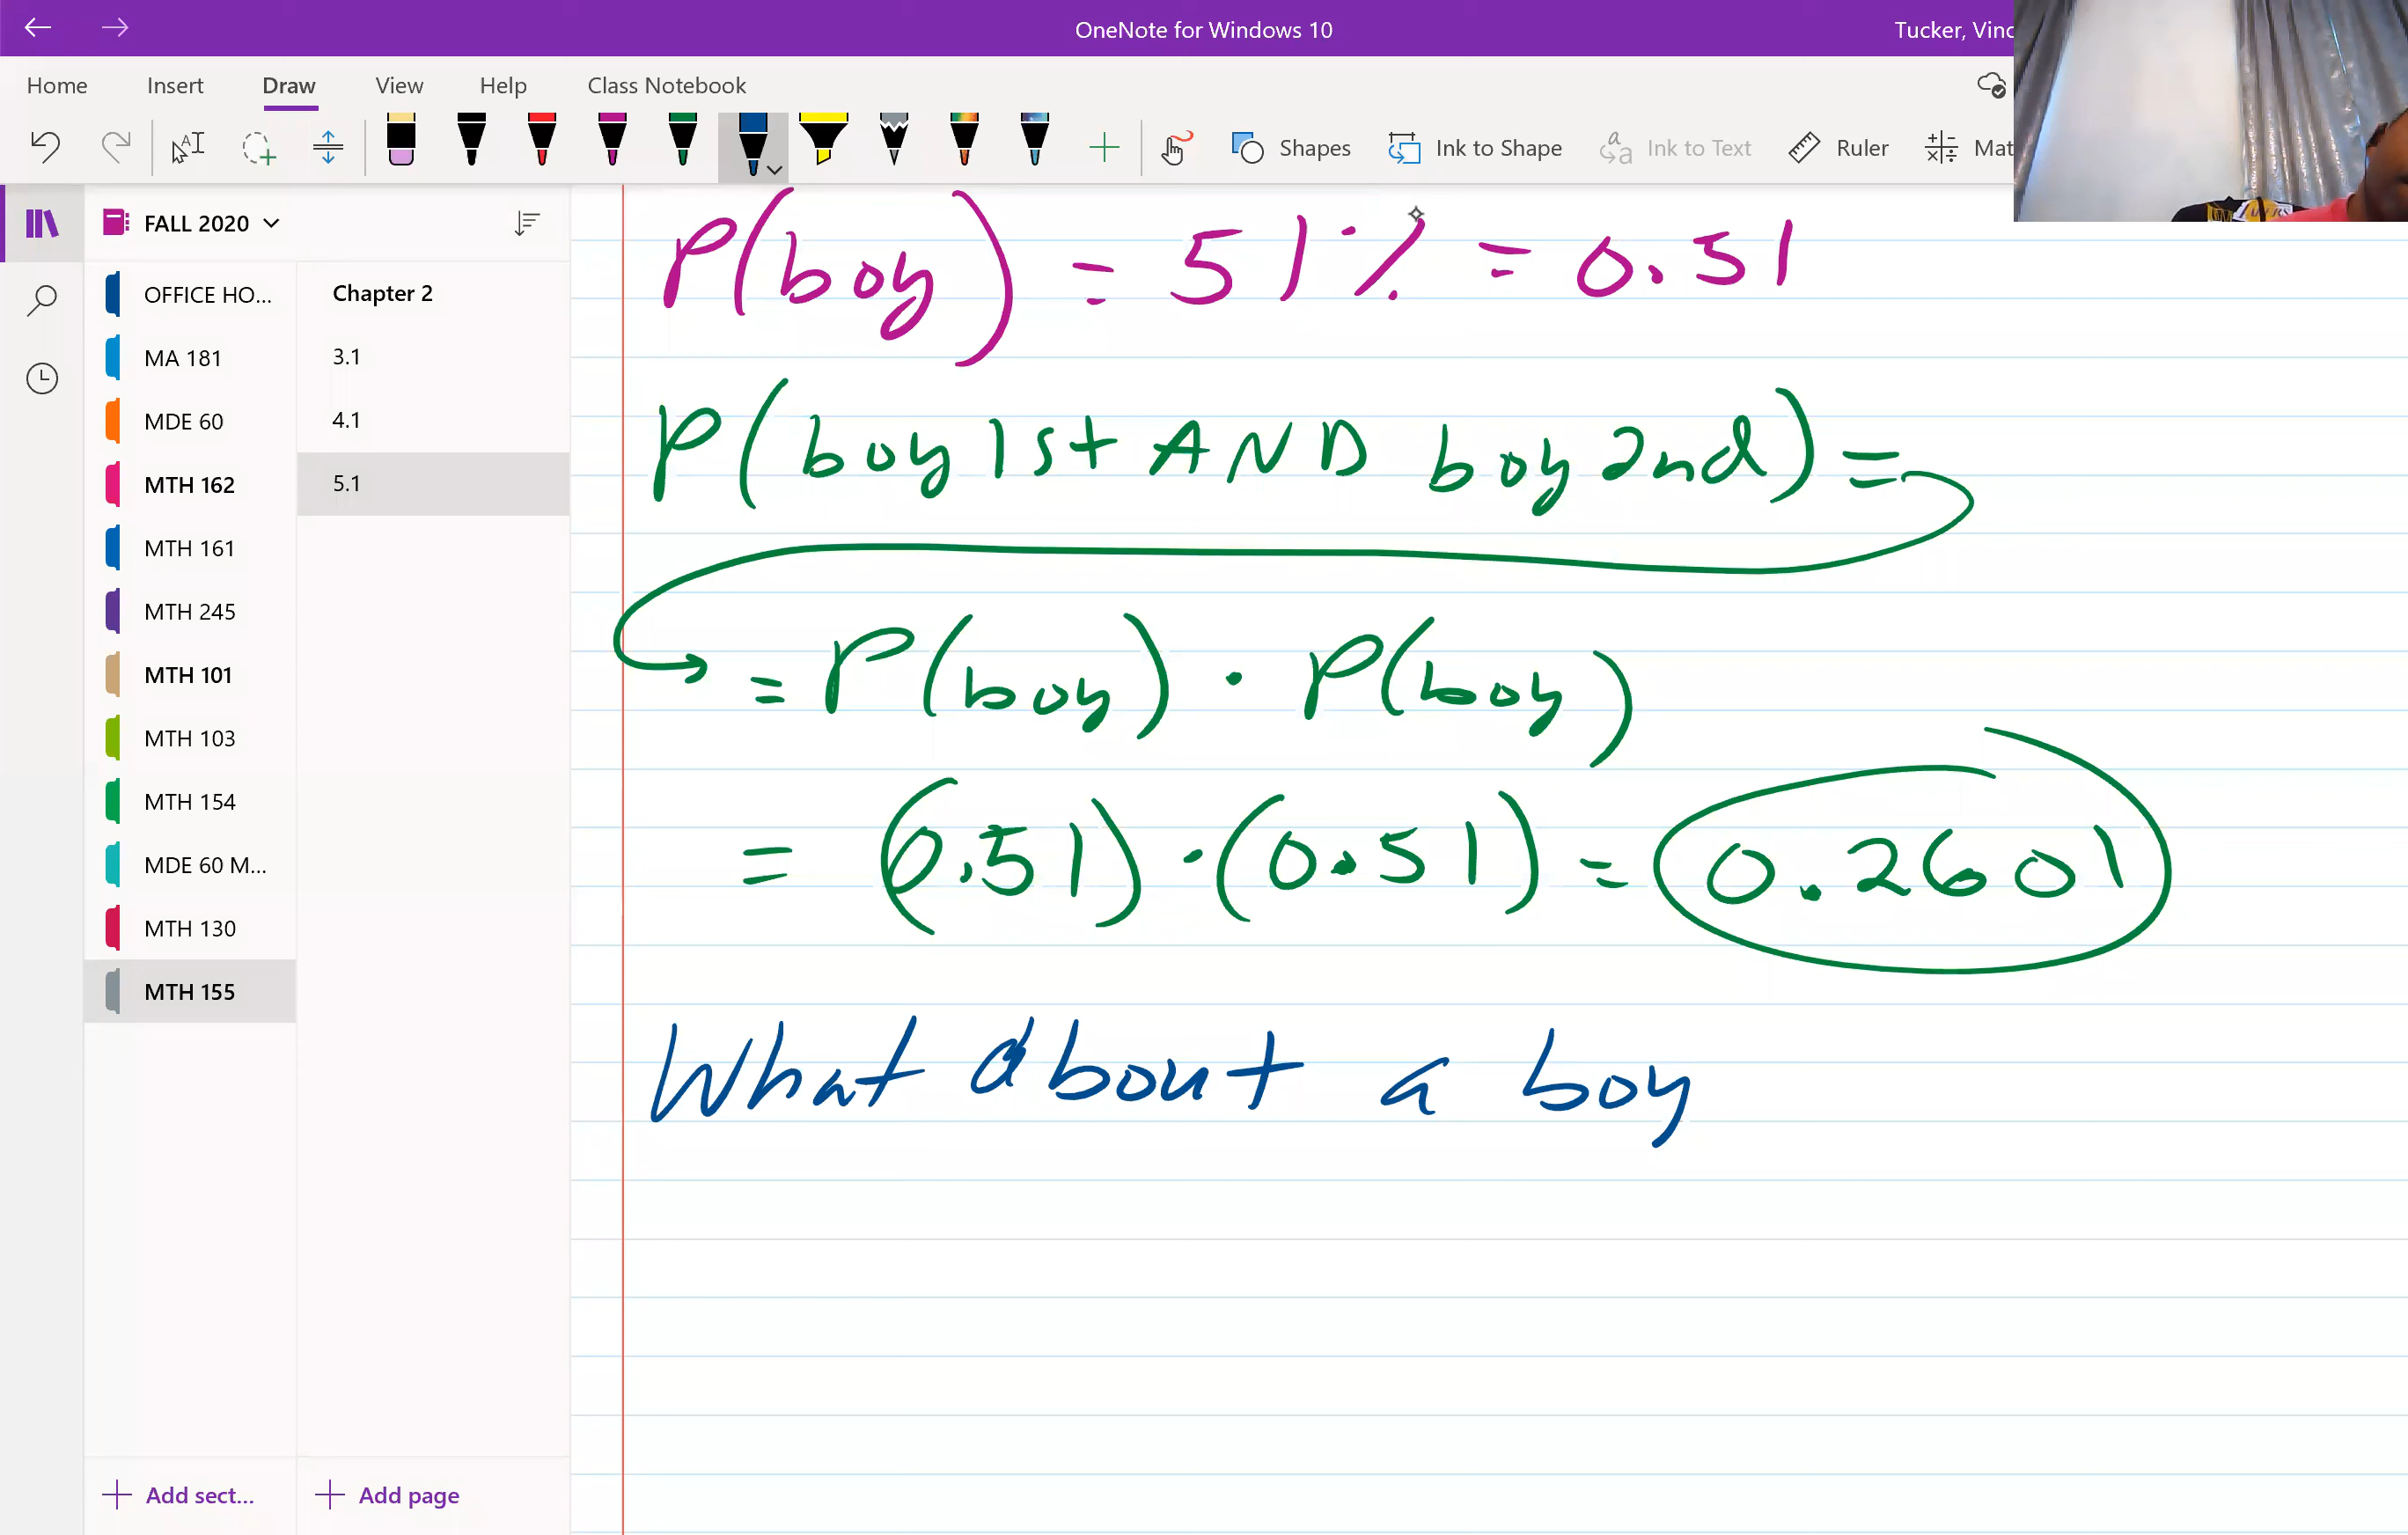 OneNote for Windows 10
Tucker, Vinc
Home Insert Draw View Help Class Notebook
Shapes Ink to Shape Ink to Text Ruler Mat
FALL 2020
OFFICE HO...
MA 181
MDE 60
MTH 162
MTH 161
MTH 245
MTH 101
MTH 103
MTH 154
MDE 60 M...
MTH 130
MTH 155
Add sect...
Chapter 2
3.1
4.1
5.1
Add page
P(boy) = 51% = 0.51
P(boy 1st AND boy 2nd) =
= P(boy) · P(boy)
= (0.51) · (0.51) = 0.2601
What about a boy